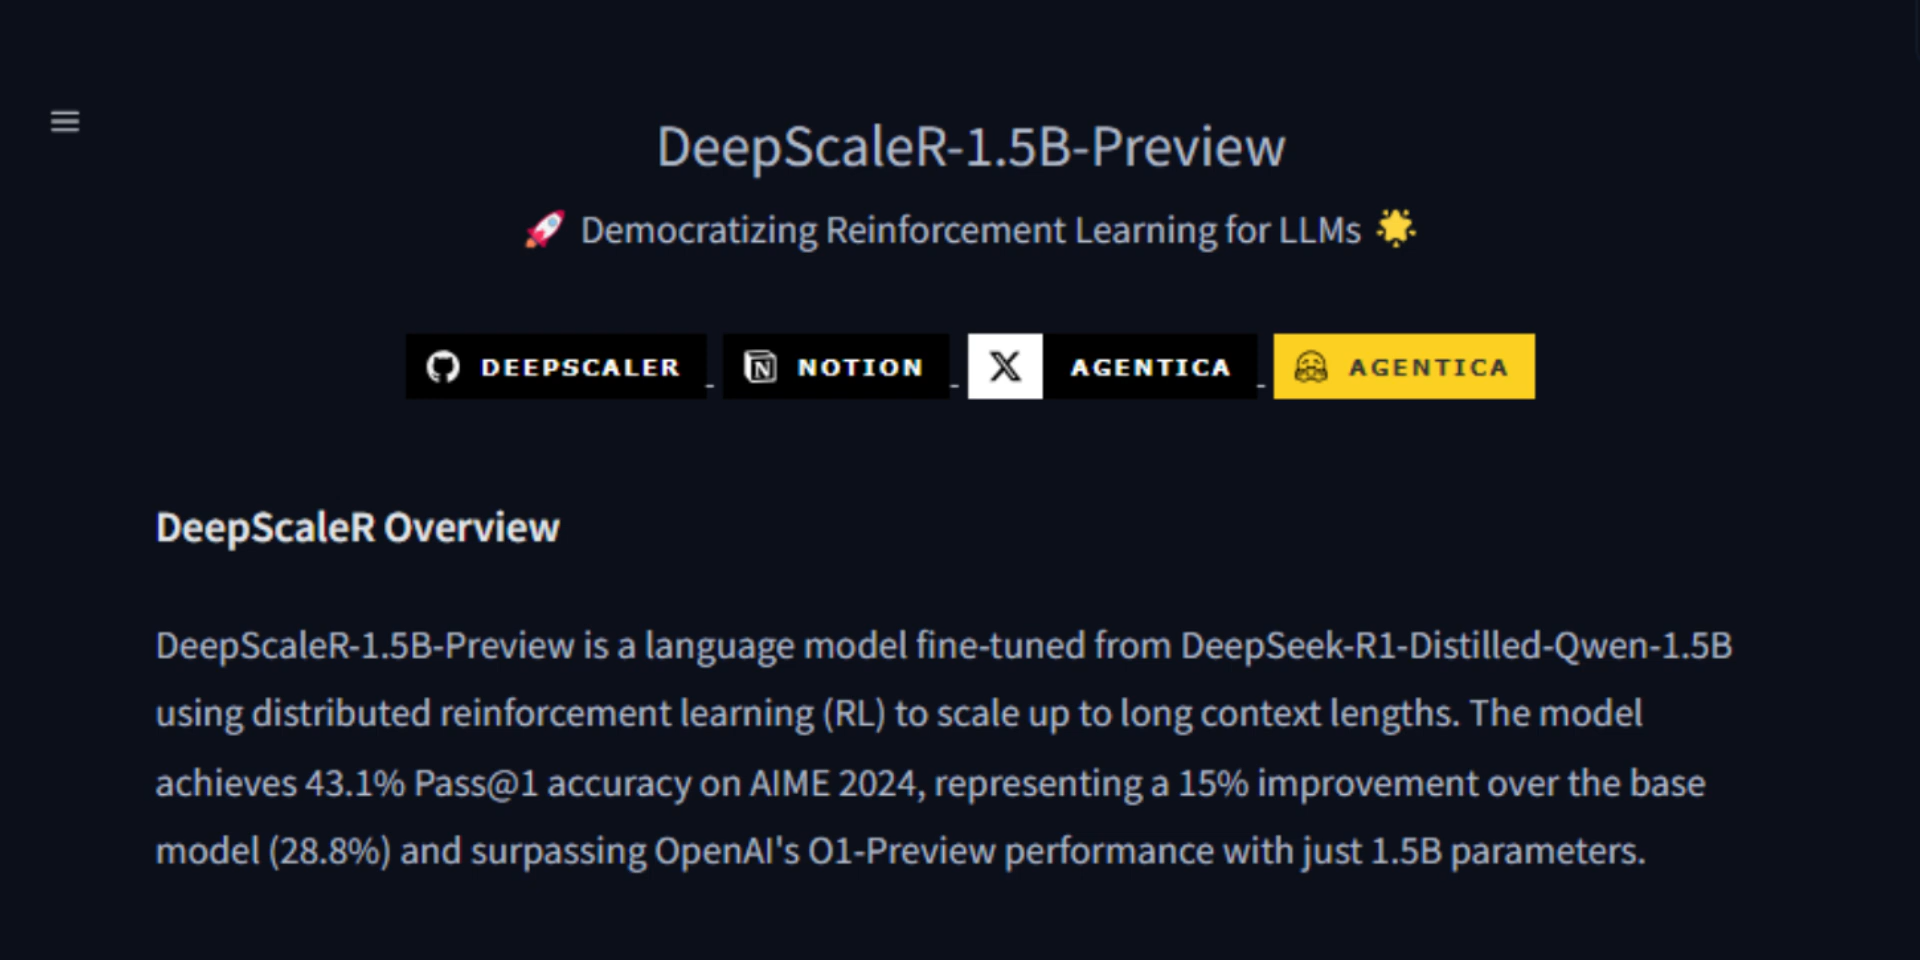 DeepScaleR-1.5B-Preview
🚀 Democratizing Reinforcement Learning for LLMs 🌟
DEEPSCALER NOTION AGENTICA AGENTICA
DeepScaleR Overview
DeepScaleR-1.5B-Preview is a language model fine-tuned from DeepSeek-R1-Distilled-Qwen-1.5B
using distributed reinforcement learning (RL) to scale up to long context lengths. The model
achieves 43.1% Pass@1 accuracy on AIME 2024, representing a 15% improvement over the base
model (28.8%) and surpassing OpenAI's O1-Preview performance with just 1.5B parameters.